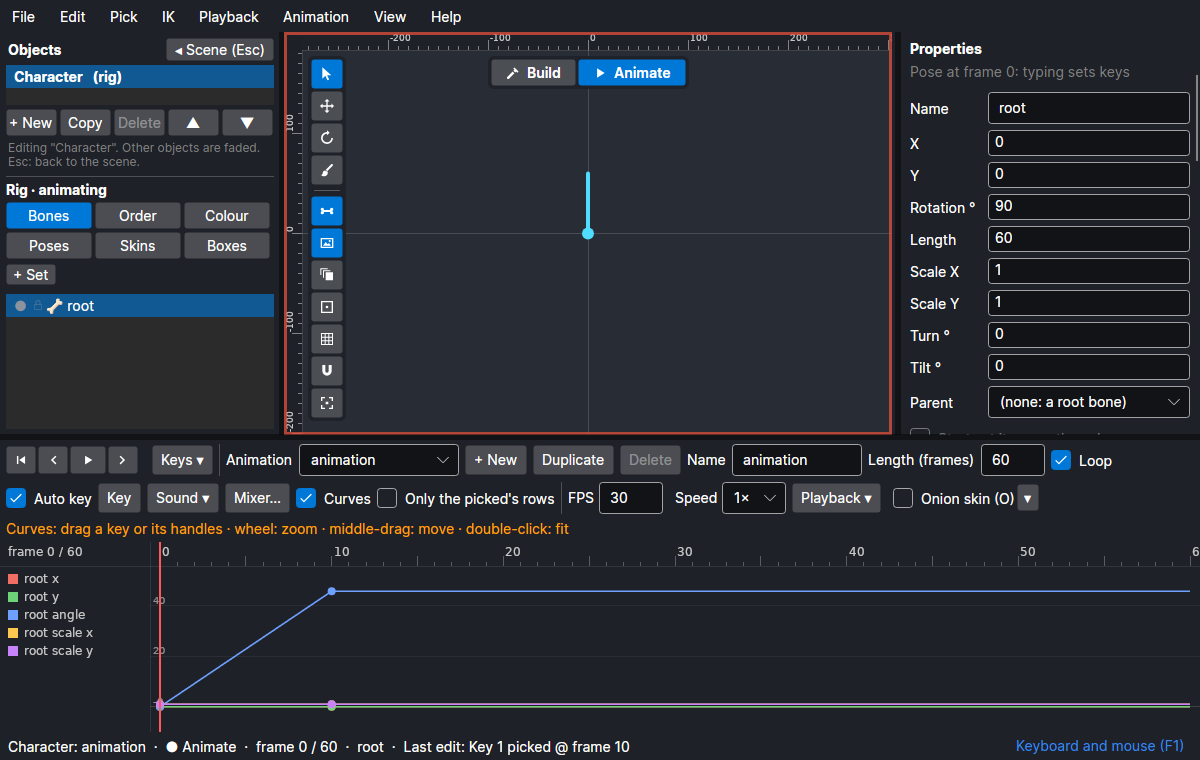 File Edit Pick IK Playback Animation View Help
Objects ◂ Scene (Esc)
Character (rig)
+ New Copy Delete ▲ ▼
Editing "Character". Other objects are faded.
Esc: back to the scene.
Rig · animating
Bones Order Colour
Poses Skins Boxes
+ Set
root
-200 -100 0 100 200
Build Animate
100
0
-100
-200
Properties
Pose at frame 0: typing sets keys
Name root
X 0
Y 0
Rotation ° 90
Length 60
Scale X 1
Scale Y 1
Turn ° 0
Tilt ° 0
Parent (none: a root bone)
Keys ▾ Animation animation + New Duplicate Delete Name animation Length (frames) 60 Loop
Auto key Key Sound ▾ Mixer... Curves Only the picked's rows FPS 30 Speed 1× Playback ▾ Onion skin (O) ▾
Curves: drag a key or its handles · wheel: zoom · middle-drag: move · double-click: fit
frame 0 / 60 0 10 20 30 40 50 6
root x
root y
root angle
root scale x
root scale y
40
20
Character: animation · ● Animate · frame 0 / 60 · root · Last edit: Key 1 picked @ frame 10
Keyboard and mouse (F1)